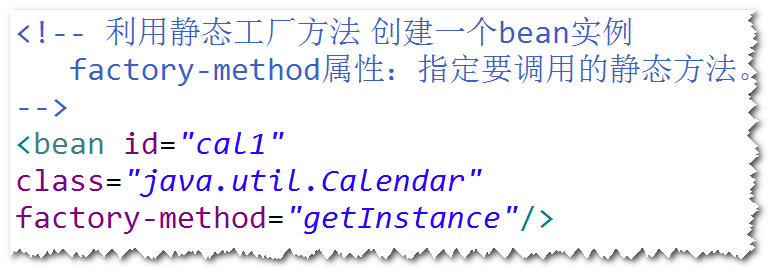 <!-- 利用静态工厂方法 创建一个bean实例
factory-method属性：指定要调用的静态方法。
-->
<bean id="cal1"
class="java.util.Calendar"
factory-method="getInstance"/>